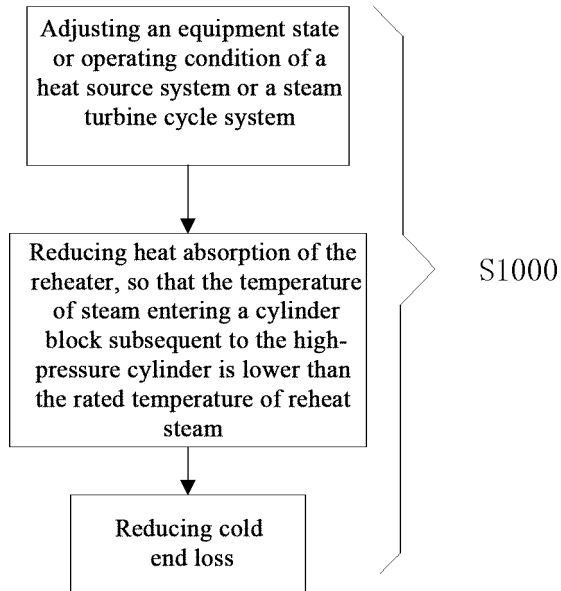 Adjusting an equipment state
or operating condition of a
heat source system or a steam
turbine cycle system
Reducing heat absorption of the
reheater, so that the temperature
of steam entering a cylinder
block subsequent to the high-
pressure cylinder is lower than
the rated temperature of reheat
steam
Reducing cold
end loss
S1000